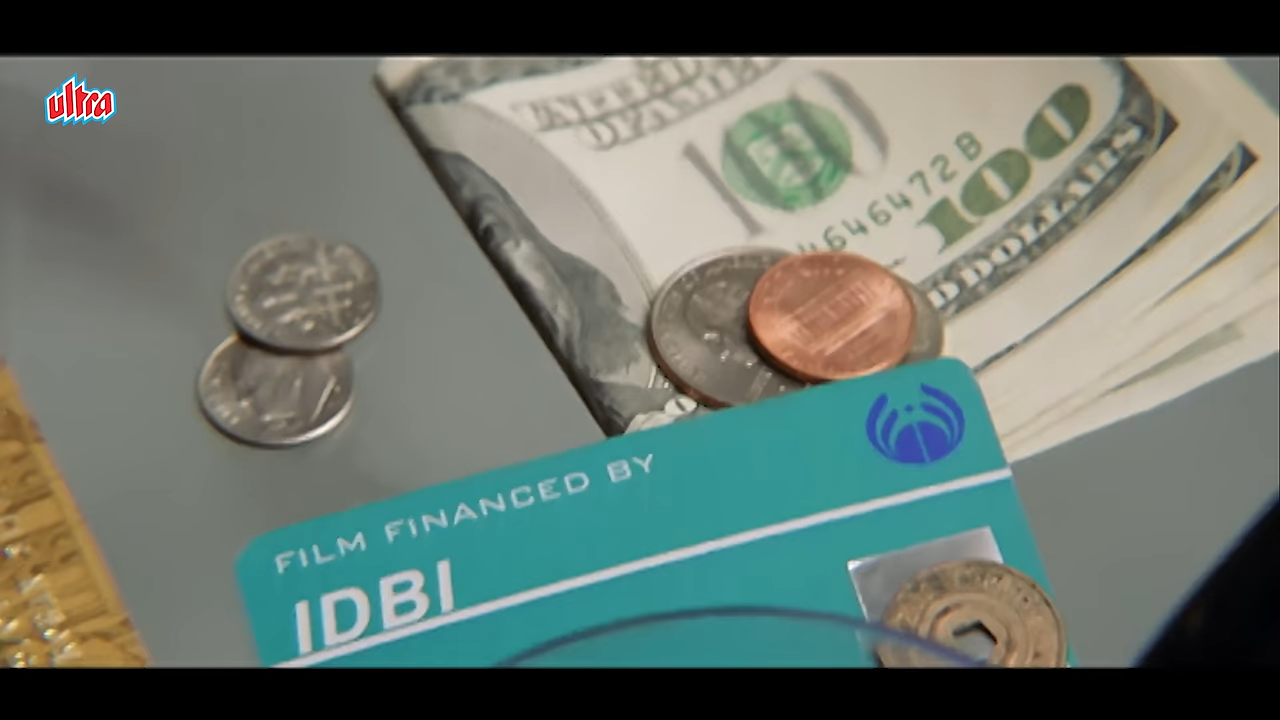 ultra
100
4646472B
100
DOLLARS
FILM FINANCED BY
IDBI